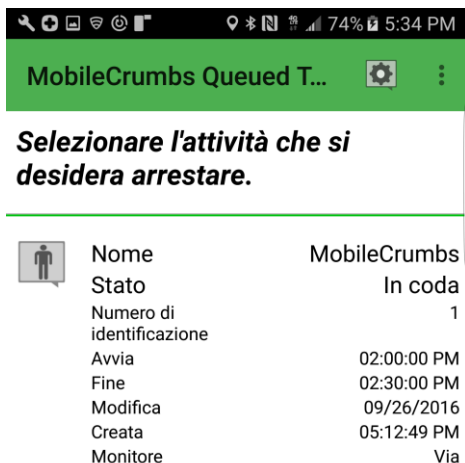 74% 5:34 PM
MobileCrumbs Queued T...
Selezionare l'attività che si
desidera arrestare.
Nome MobileCrumbs
Stato In coda
Numero di 1
identificazione
Avvia 02:00:00 PM
Fine 02:30:00 PM
Modifica 09/26/2016
Creata 05:12:49 PM
Monitore Via